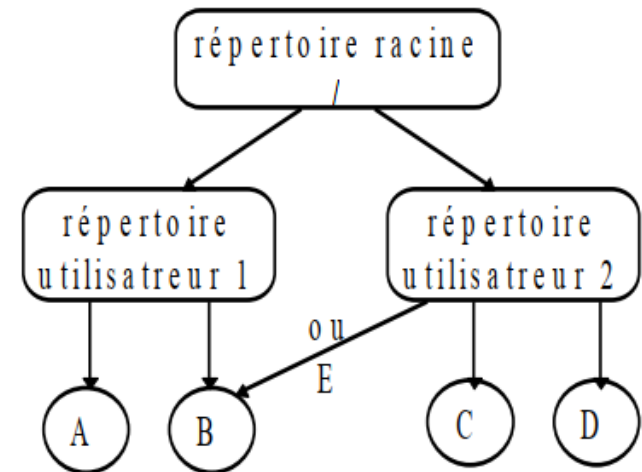 répertoire racine
/
répertoire
utilisatreur 1
répertoire
utilisatreur 2
ou
E
A
B
C
D